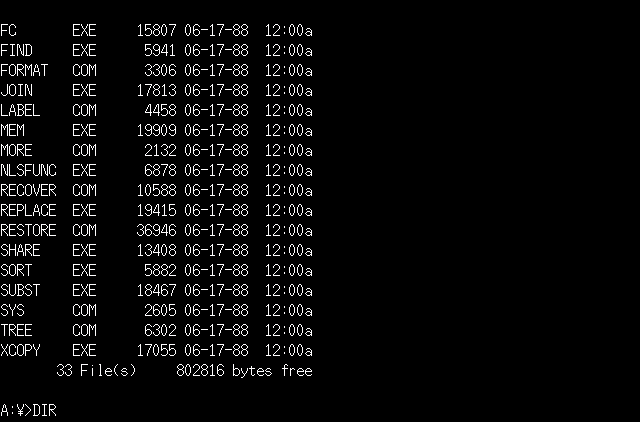 FC       EXE     15807 06-17-88  12:00a
FIND     EXE      5941 06-17-88  12:00a
FORMAT   COM      3306 06-17-88  12:00a
JOIN     EXE     17813 06-17-88  12:00a
LABEL    COM      4458 06-17-88  12:00a
MEM      EXE     19909 06-17-88  12:00a
MORE     COM      2132 06-17-88  12:00a
NLSFUNC  EXE      6878 06-17-88  12:00a
RECOVER  COM     10588 06-17-88  12:00a
REPLACE  EXE     19415 06-17-88  12:00a
RESTORE  COM     36946 06-17-88  12:00a
SHARE    EXE     13408 06-17-88  12:00a
SORT     EXE      5882 06-17-88  12:00a
SUBST    EXE     18467 06-17-88  12:00a
SYS      COM      2605 06-17-88  12:00a
TREE     COM      6302 06-17-88  12:00a
XCOPY    EXE     17055 06-17-88  12:00a
       33 File(s)     802816 bytes free
A:¥>DIR